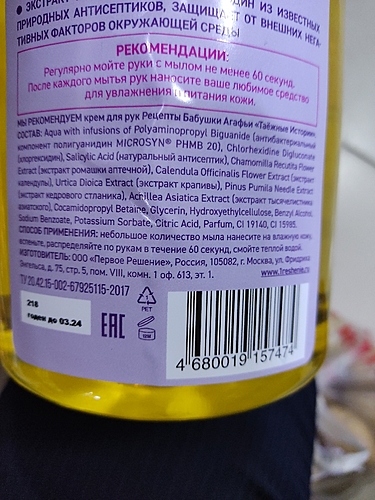 ПРИРОДНЫХ АНТИСЕПТИКОВ, ЗАЩИЩАЕТ ОТ ВНЕШНИХ НЕГА-
ТИВНЫХ ФАКТОРОВ ОКРУЖАЮЩЕЙ СРЕДЫ
РЕКОМЕНДАЦИИ:
Регулярно мойте руки с мылом не менее 60 секунд.
После каждого мытья рук наносите ваше любимое средство
для увлажнения и питания кожи.
МЫ РЕКОМЕНДУЕМ крем для рук Рецепты Бабушки Агафьи «Таёжные Истории»
СОСТАВ: Aqua with infusions of Polyaminopropyl Biguanide (антибактериальный
компонент полигуанидин MICROSYN® PHMB 20), Chlorhexidine Digluconate
(хлоргексидин), Salicylic Acid (натуральный антисептик), Chamomilla Recutita Flower
Extract (экстракт ромашки аптечной), Calendula Officinalis Flower Extract (экстракт
календулы), Urtica Dioica Extract (экстракт крапивы), Pinus Pumila Needle Extract
(экстракт кедрового стланика), Achillea Asiatica Extract (экстракт тысячелистника
азиатского), Cocamidopropyl Betaine, Glycerin, Hydroxyethylcellulose, Benzyl Alcohol,
Sodium Benzoate, Potassium Sorbate, Citric Acid, Parfum, CI 19140, CI 15985.
СПОСОБ ПРИМЕНЕНИЯ: небольшое количество мыла нанесите на влажную кожу,
вспеньте, распределяйте по рукам в течение 60 секунд, смойте теплой водой.
ИЗГОТОВИТЕЛЬ: ООО «Первое Решение», Россия, 105082, г. Москва, ул. Фридриха
Энгельса, д. 75, стр. 5, пом. VIII, комн. 1 оф. 613, эт. 1.
www.1reshenie.ru
ТУ 20.42.15-002-67925115-2017
1
PET
218
годен до 03.24
EAC
12M
4 680019 157474